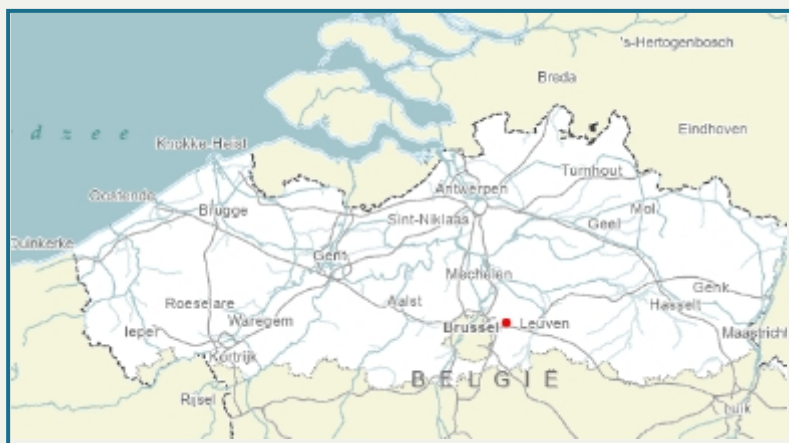 's-Hertogenbosch
Breda
d z e e
Eindhoven
Knokke-Heist
Turnhout
Oostende
Antwerpen
Brugge
Sint-Niklaas
Mol
Geel
Duinkerke
Gent
Mechelen
Genk
Roeselare
Aalst
Hasselt
Ieper
Waregem
Brussel
Leuven
Maastricht
Kortrijk
BELGIË
Rijsel
Luik